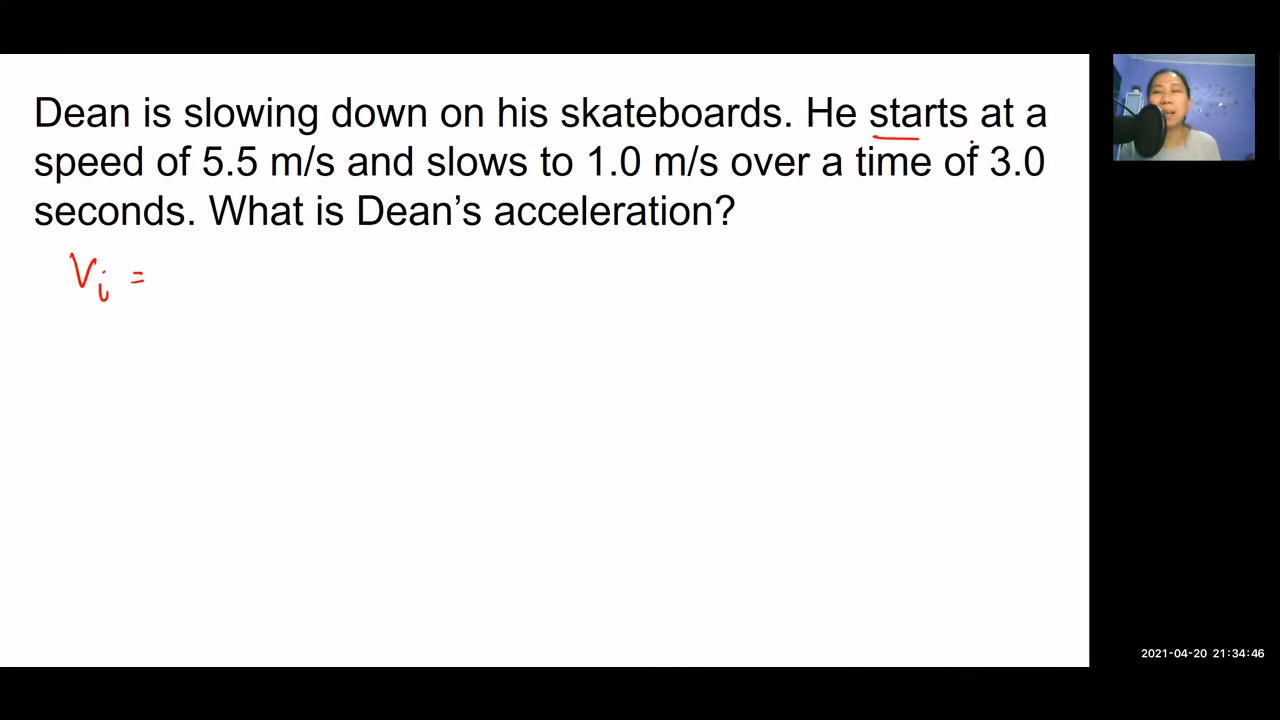 Dean is slowing down on his skateboards. He starts at a
speed of 5.5 m/s and slows to 1.0 m/s over a time of 3.0
seconds. What is Dean’s acceleration?
Vi =
2021-04-20 21:34:46